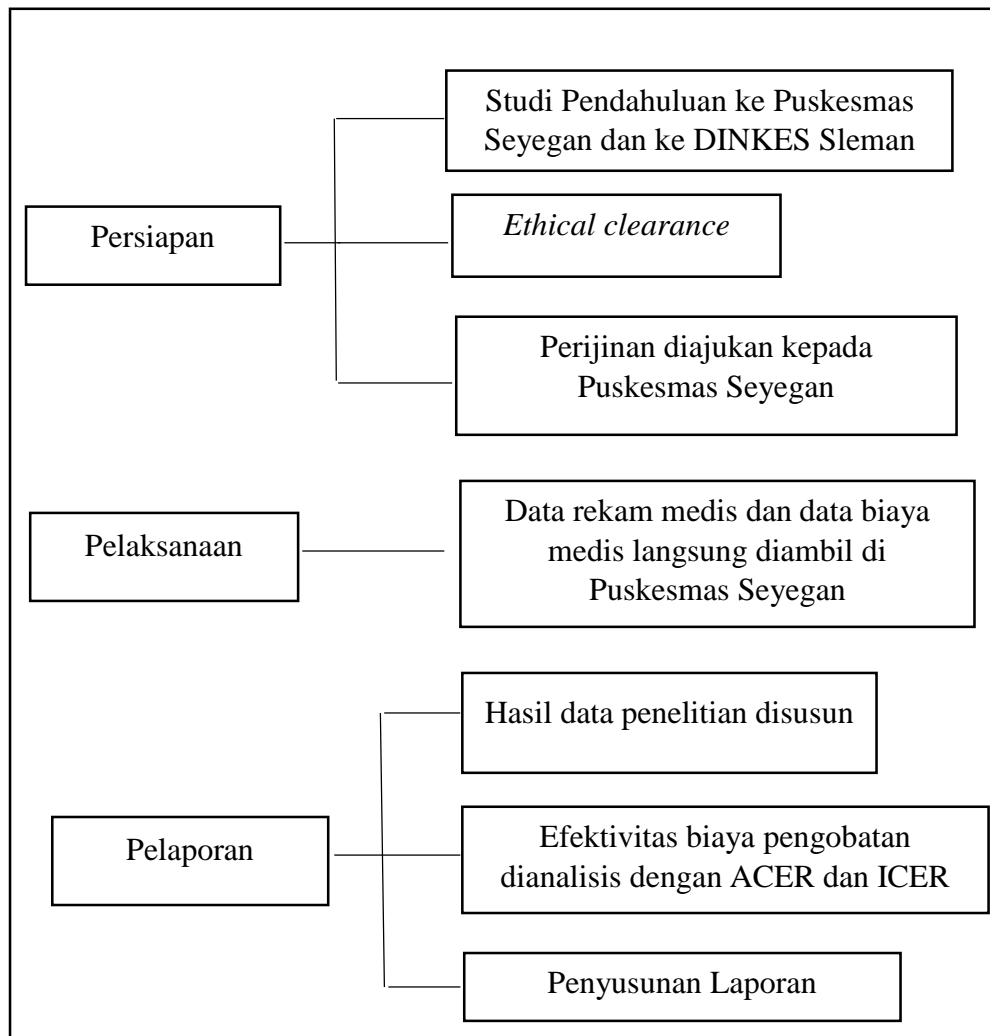 Persiapan
Studi Pendahuluan ke Puskesmas
Seyegan dan ke DINKES Sleman
Ethical clearance
Perijinan diajukan kepada
Puskesmas Seyegan
Pelaksanaan
Data rekam medis dan data biaya
medis langsung diambil di
Puskesmas Seyegan
Pelaporan
Hasil data penelitian disusun
Efektivitas biaya pengobatan
dianalisis dengan ACER dan ICER
Penyusunan Laporan